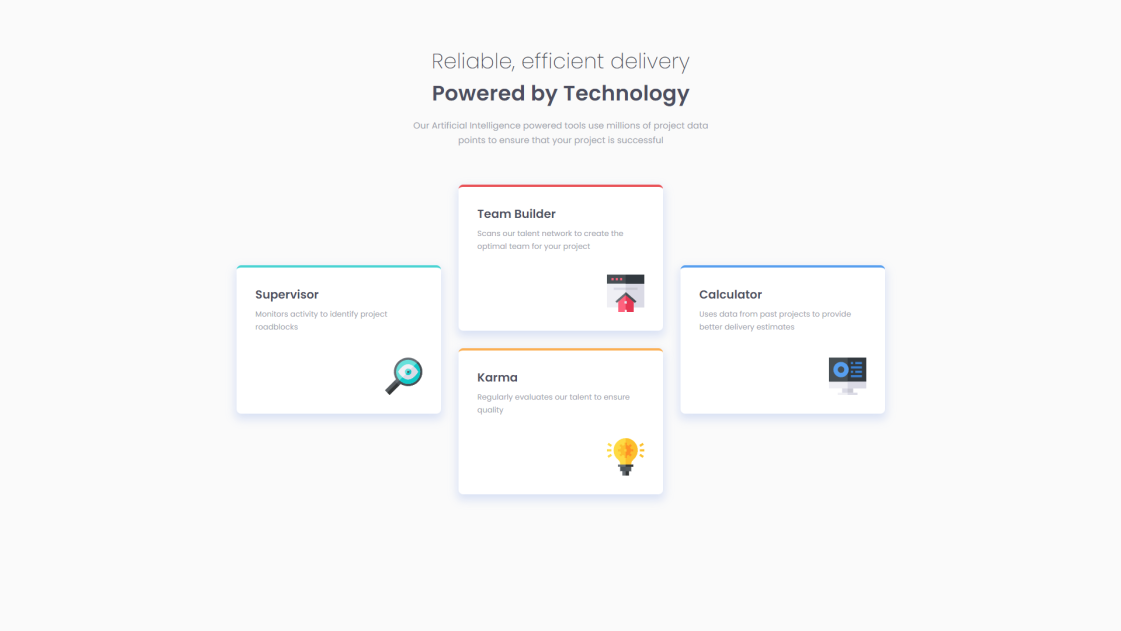 Reliable, efficient delivery
Powered by Technology
Our Artificial Intelligence powered tools use millions of project data
points to ensure that your project is successful
Supervisor
Monitors activity to identify project
roadblocks
Team Builder
Scans our talent network to create the
optimal team for your project
Karma
Regularly evaluates our talent to ensure
quality
Calculator
Uses data from past projects to provide
better delivery estimates